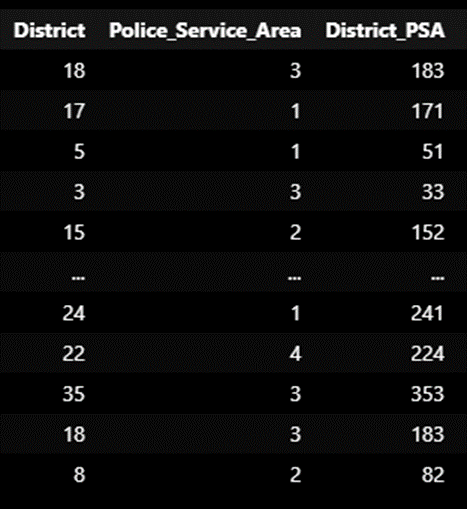 District Police_Service_Area District_PSA
18 3 183
17 1 171
5 1 51
3 3 33
15 2 152
... ... ...
24 1 241
22 4 224
35 3 353
18 3 183
8 2 82